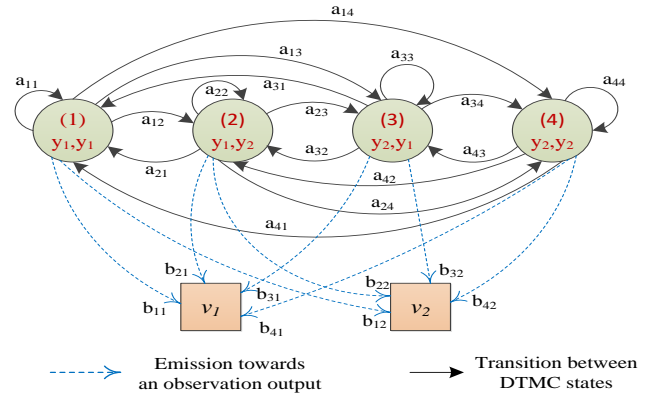 a14
a13
a33
a11
a31
a44
a22
a12
a23
a34
(1)
y1,y1
(2)
y1,y2
(3)
y2,y1
(4)
y2,y2
a21
a32
a43
a42
a24
a41
b21
b31
b22
b32
b11
v1
b41
b12
v2
b42
Emission towards
an observation output
Transition between
DTMC states